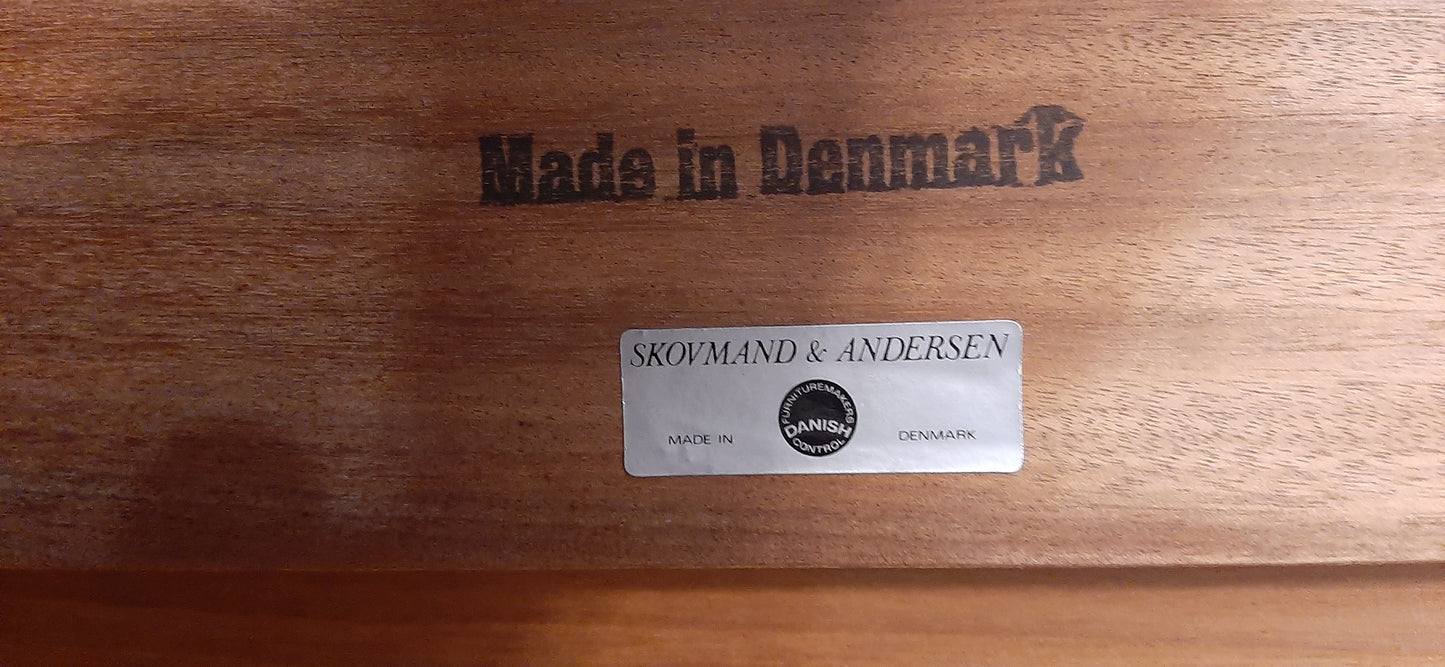 Made in Denmark
SKOVMAND & ANDERSEN
FURNITUREMAKERS
DANISH
CONTROL
MADE IN DENMARK